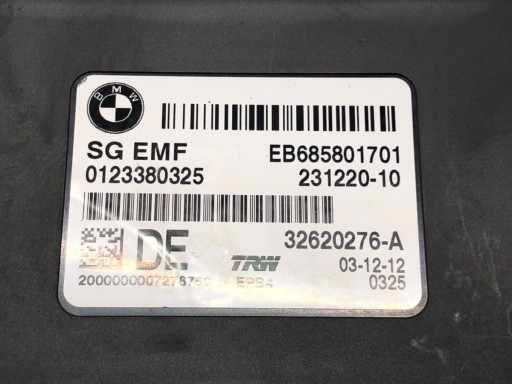 BMW
SG EMF EB685801701
0123380325 231220-10
DE TRW 32620276-A
03-12-12
EPB4 0325